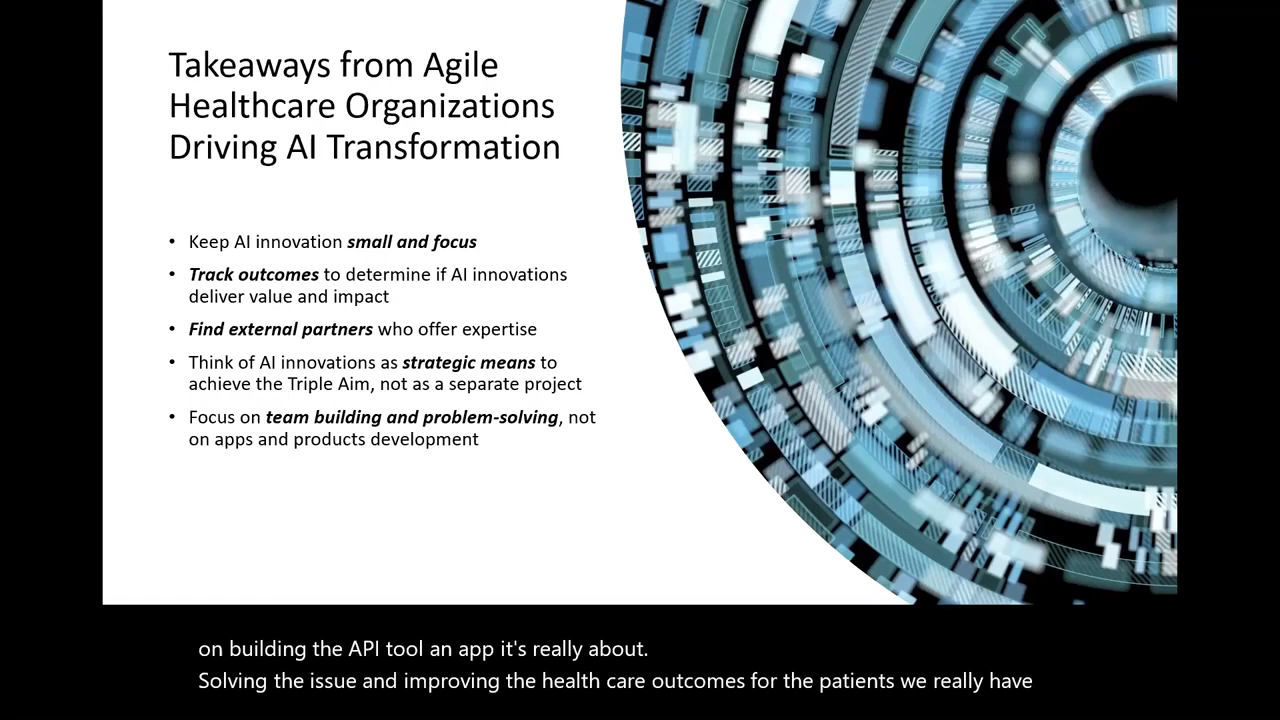 Takeaways from Agile
Healthcare Organizations
Driving AI Transformation
• Keep AI innovation small and focus
• Track outcomes to determine if AI innovations
deliver value and impact
• Find external partners who offer expertise
• Think of AI innovations as strategic means to
achieve the Triple Aim, not as a separate project
• Focus on team building and problem-solving, not
on apps and products development
on building the API tool an app it's really about.
Solving the issue and improving the health care outcomes for the patients we really have